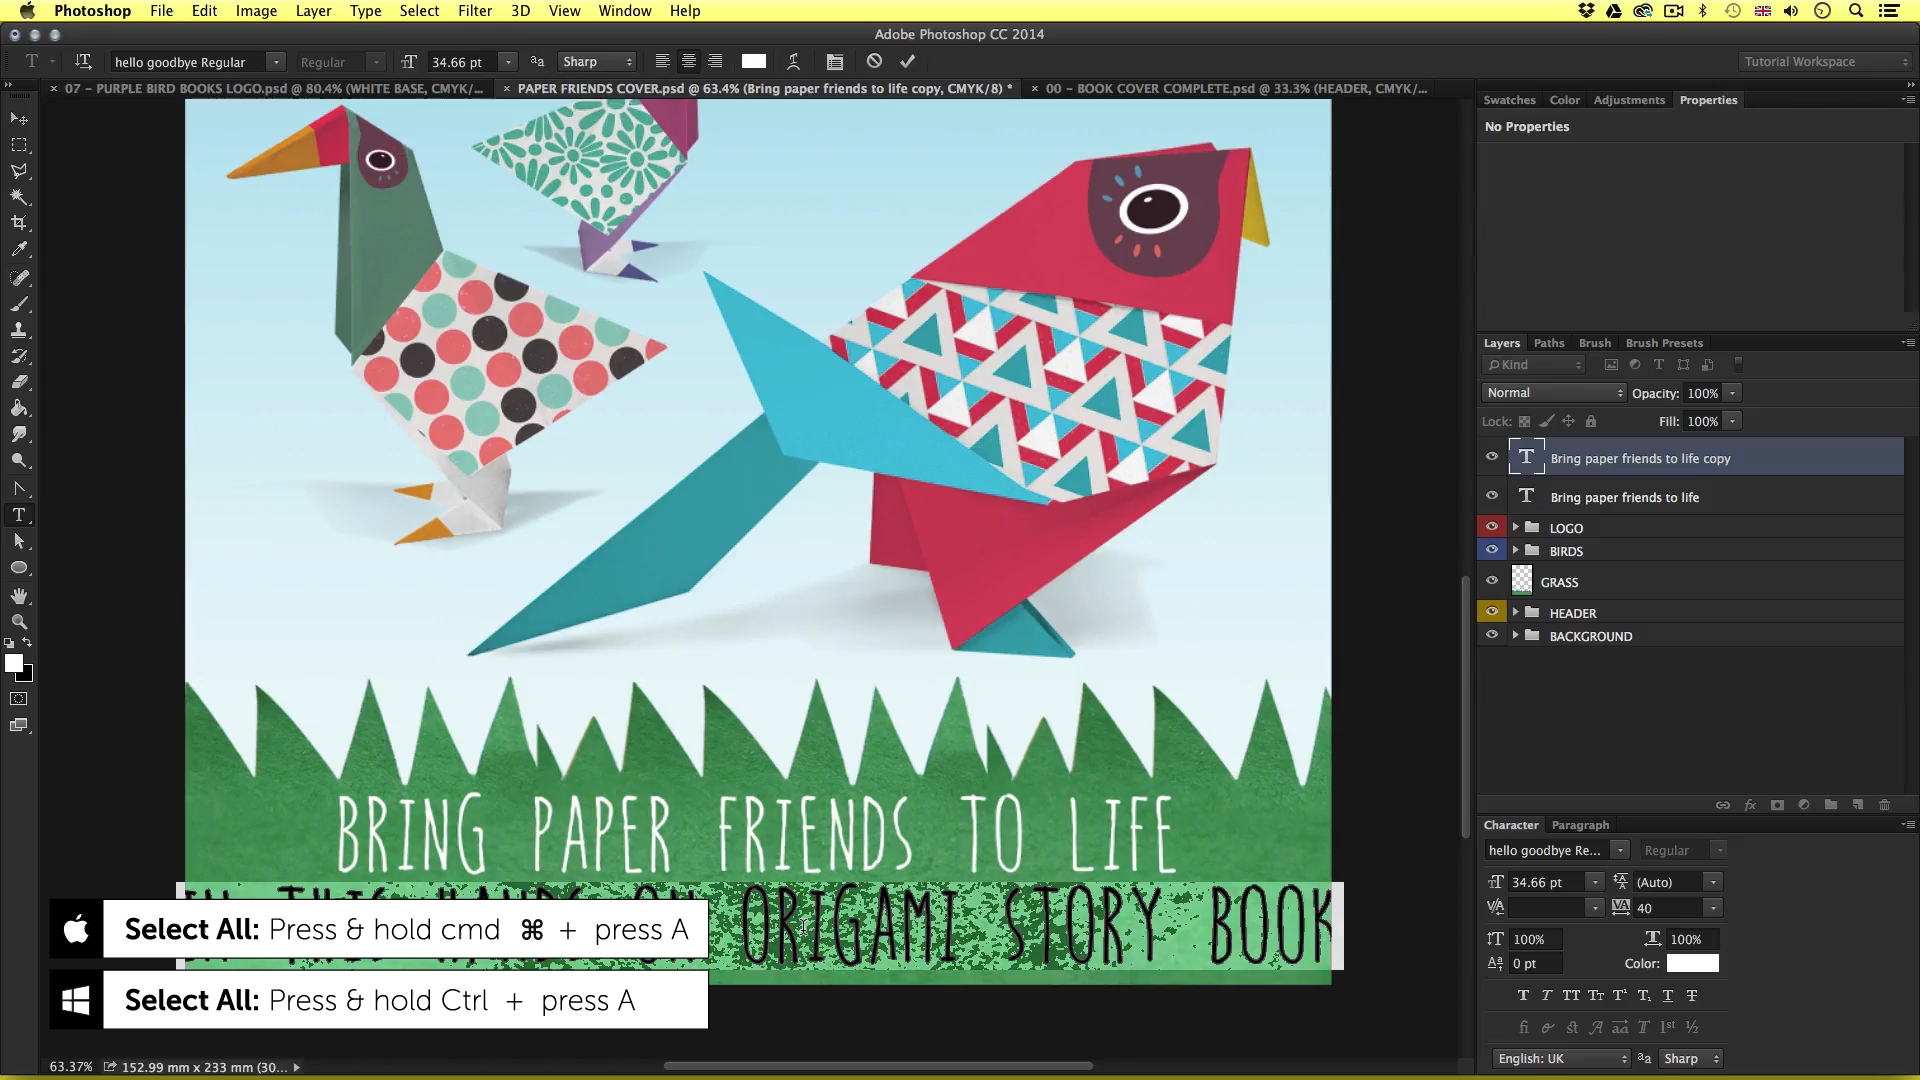 Photoshop File Edit Image Layer Type Select Filter 3D View Window Help
Adobe Photoshop CC 2014
hello goodbye Regular Regular 34.66 pt Sharp Tutorial Workspace
07 – PURPLE BIRD BOOKS LOGO.psd @ 80.4% (WHITE BASE, CMYK/... PAPER FRIENDS COVER.psd @ 63.4% (Bring paper friends to life copy, CMYK/8) * 00 – BOOK COVER COMPLETE.psd @ 33.3% (HEADER, CMYK/...
Swatches Color Adjustments Properties
No Properties
Layers Paths Brush Brush Presets
Kind
Normal Opacity: 100%
Lock: Fill: 100%
Bring paper friends to life copy
Bring paper friends to life
LOGO
BIRDS
GRASS
HEADER
BACKGROUND
BRING PAPER FRIENDS TO LIFE
IN THIS HANDS ON ORIGAMI STORY BOOK
Select All: Press & hold cmd ⌘ + press A
Select All: Press & hold Ctrl + press A
Character Paragraph
hello goodbye Re... Regular
34.66 pt (Auto)
40
100% 100%
0 pt Color:
English: UK Sharp
63.37% 152.99 mm x 233 mm (30...